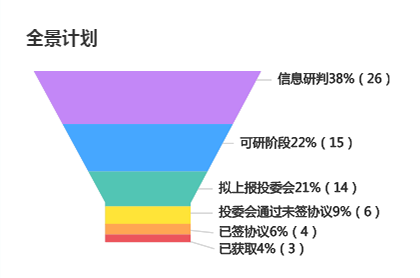 全景计划
信息研判38%（26）
可研阶段22%（15）
拟上报投委会21%（14）
投委会通过未签协议9%（6）
已签协议6%（4）
已获取4%（3）